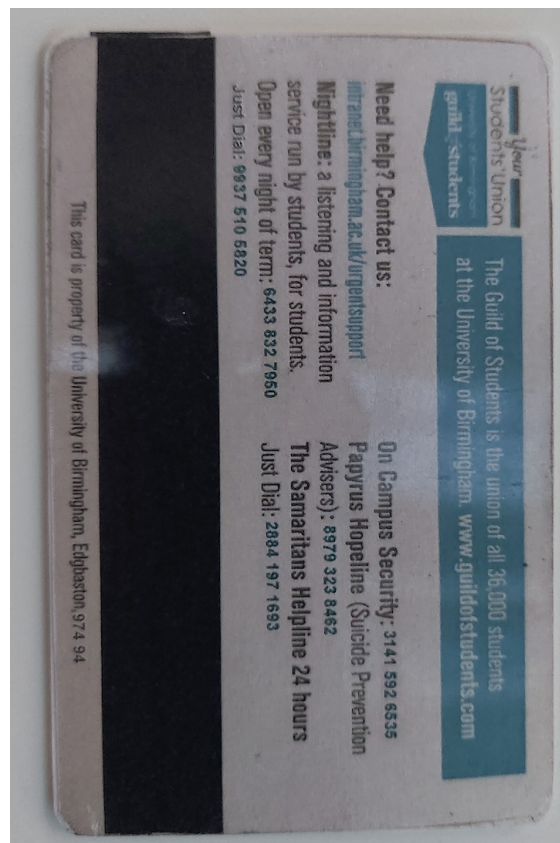 Your
Students' Union
University of Birmingham
guild of students
The Guild of Students is the union of all 36,000 students
at the University of Birmingham www.guildofstudents.com
Need help? Contact us:
intranet.birmingham.ac.uk/urgentsupport
Nightline: a listening and information
service run by students, for students.
Open every night of term: 6433 832 7950
Just Dial: 9937 510 5820
On Campus Security: 3141 592 6535
Papyrus Hopeline (Suicide Prevention
Advisers): 8979 323 8462
The Samaritans Helpline 24 hours
Just Dial: 2884 197 1693
This card is property of the University of Birmingham, Edgbaston, 974 94